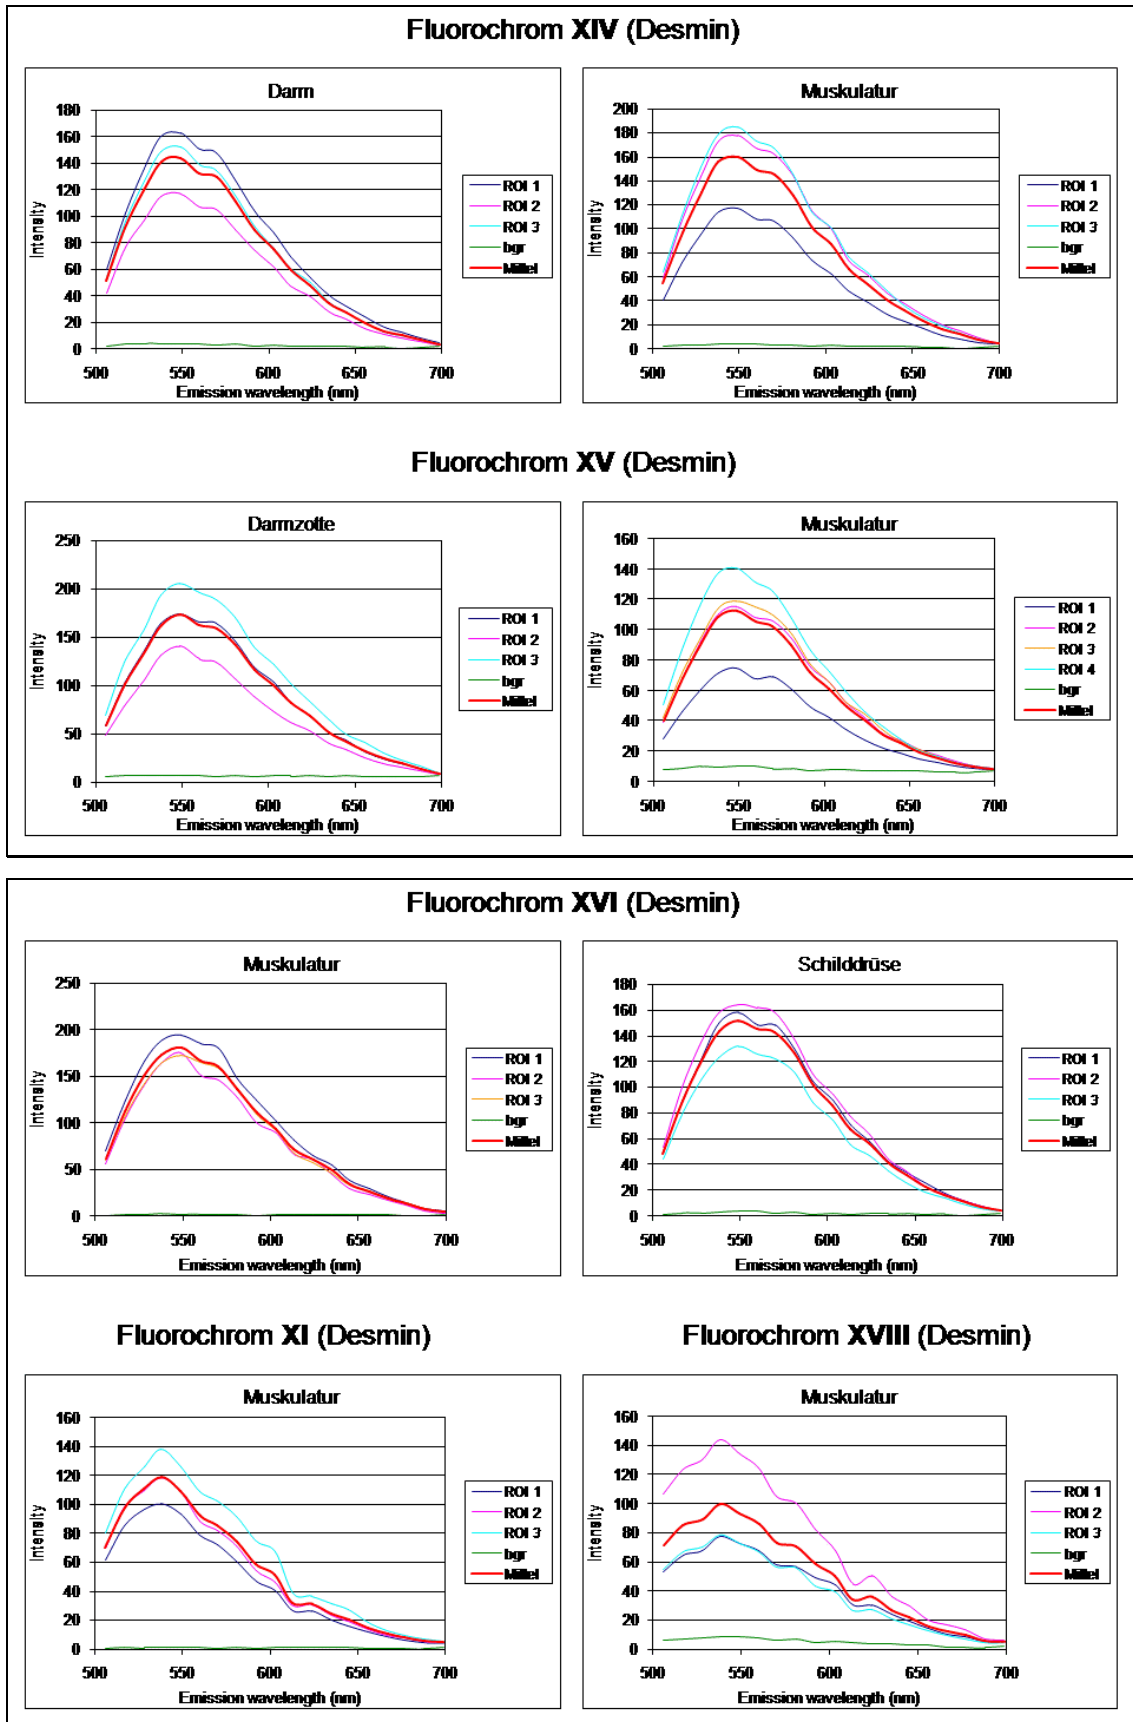 Fluorochrom XIV (Desmin)
Darm
180
160
140
120
100
80
60
40
20
0
Intensity
500 550 600 650 700
Emission wavelength (nm)
ROI 1
ROI 2
ROI 3
bgr
Mittel
Muskulatur
200
180
160
140
120
100
80
60
40
20
0
Intensity
500 550 600 650 700
Emission wavelength (nm)
ROI 1
ROI 2
ROI 3
bgr
Mittel
Fluorochrom XV (Desmin)
Darmzotte
250
200
150
100
50
0
Intensity
500 550 600 650 700
Emission wavelength (nm)
ROI 1
ROI 2
ROI 3
bgr
Mittel
Muskulatur
160
140
120
100
80
60
40
20
0
Intensity
500 550 600 650 700
Emission wavelength (nm)
ROI 1
ROI 2
ROI 3
ROI 4
bgr
Mittel
Fluorochrom XVI (Desmin)
Muskulatur
250
200
150
100
50
0
Intensity
500 550 600 650 700
Emission wavelength (nm)
ROI 1
ROI 2
ROI 3
bgr
Mittel
Schilddrüse
180
160
140
120
100
80
60
40
20
0
Intensity
500 550 600 650 700
Emission wavelength (nm)
ROI 1
ROI 2
ROI 3
bgr
Mittel
Fluorochrom XI (Desmin)
Muskulatur
160
140
120
100
80
60
40
20
0
Intensity
500 550 600 650 700
Emission wavelength (nm)
ROI 1
ROI 2
ROI 3
bgr
Mittel
Fluorochrom XVIII (Desmin)
Muskulatur
160
140
120
100
80
60
40
20
0
Intensity
500 550 600 650 700
Emission wavelength (nm)
ROI 1
ROI 2
ROI 3
bgr
Mittel